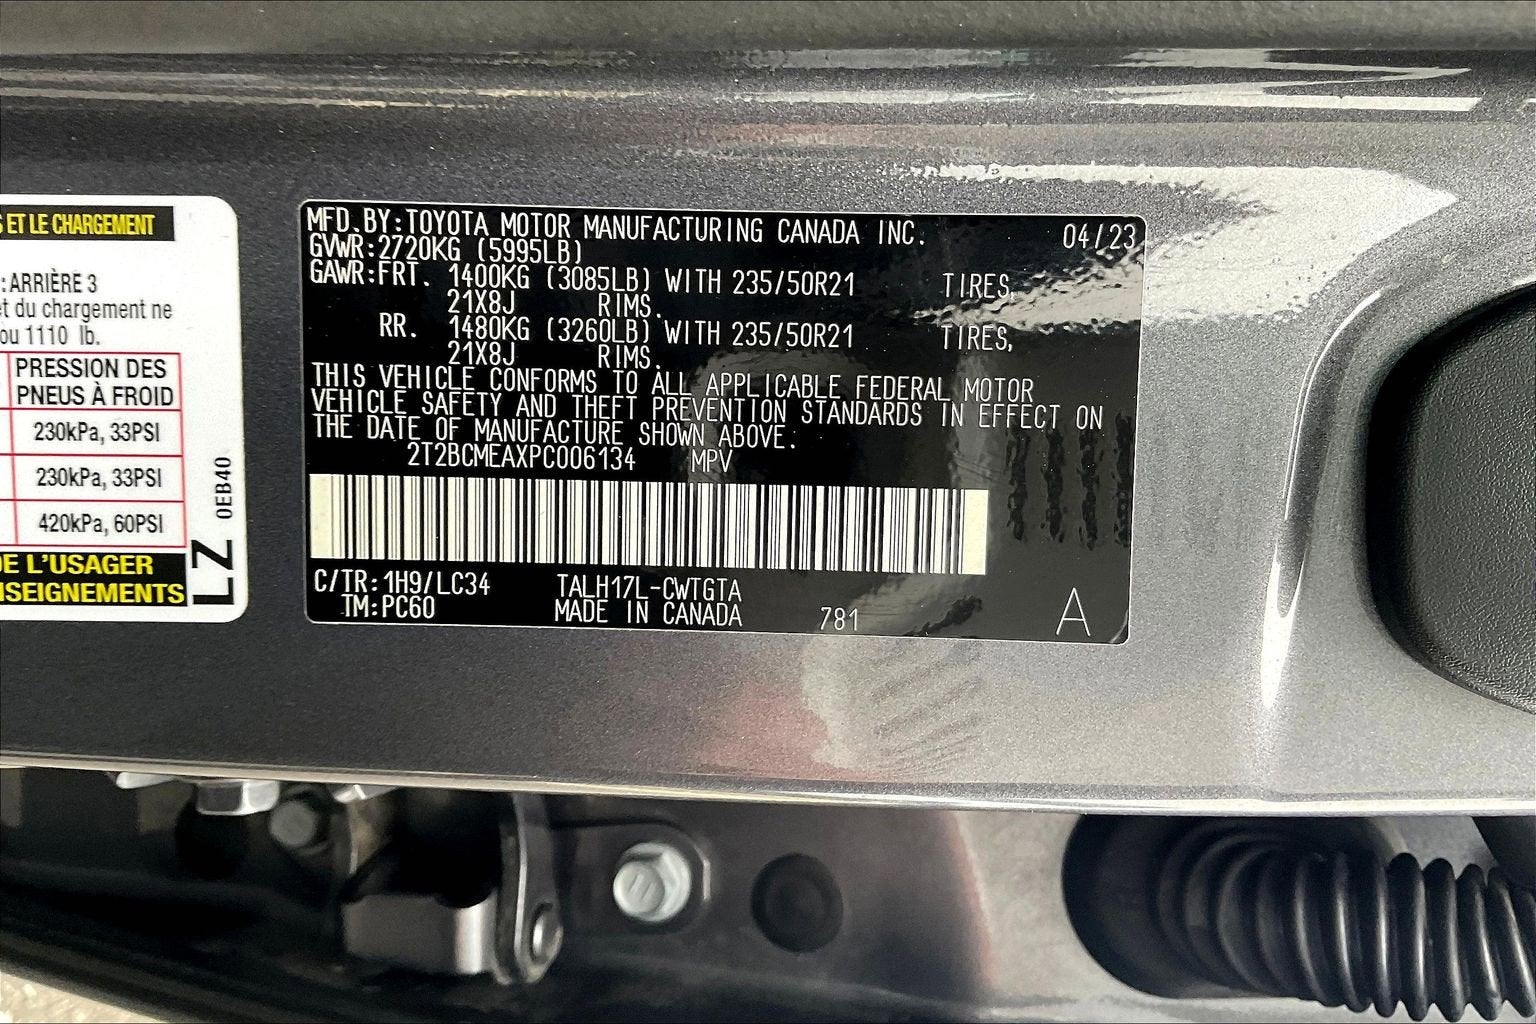 S ET LE CHARGEMENT
: ARRIÈRE 3
et du chargement ne
ou 1110 lb.
PRESSION DES
PNEUS À FROID
230kPa, 33PSI
230kPa, 33PSI
420kPa, 60PSI
DE L'USAGER
NSEIGNEMENTS
LZ 0EB40
MFD.BY:TOYOTA MOTOR MANUFACTURING CANADA INC. 04/23
GVWR:2720KG (5995LB)
GAWR:FRT. 1400KG (3085LB) WITH 235/50R21 TIRES,
21X8J RIMS.
RR. 1480KG (3260LB) WITH 235/50R21 TIRES,
21X8J RIMS.
THIS VEHICLE CONFORMS TO ALL APPLICABLE FEDERAL MOTOR
VEHICLE SAFETY AND THEFT PREVENTION STANDARDS IN EFFECT ON
THE DATE OF MANUFACTURE SHOWN ABOVE.
2T2BCMEAXPC006134 MPV
C/TR:1H9/LC34 TALH17L-CWTGTA
TM:PC60 MADE IN CANADA 781 A